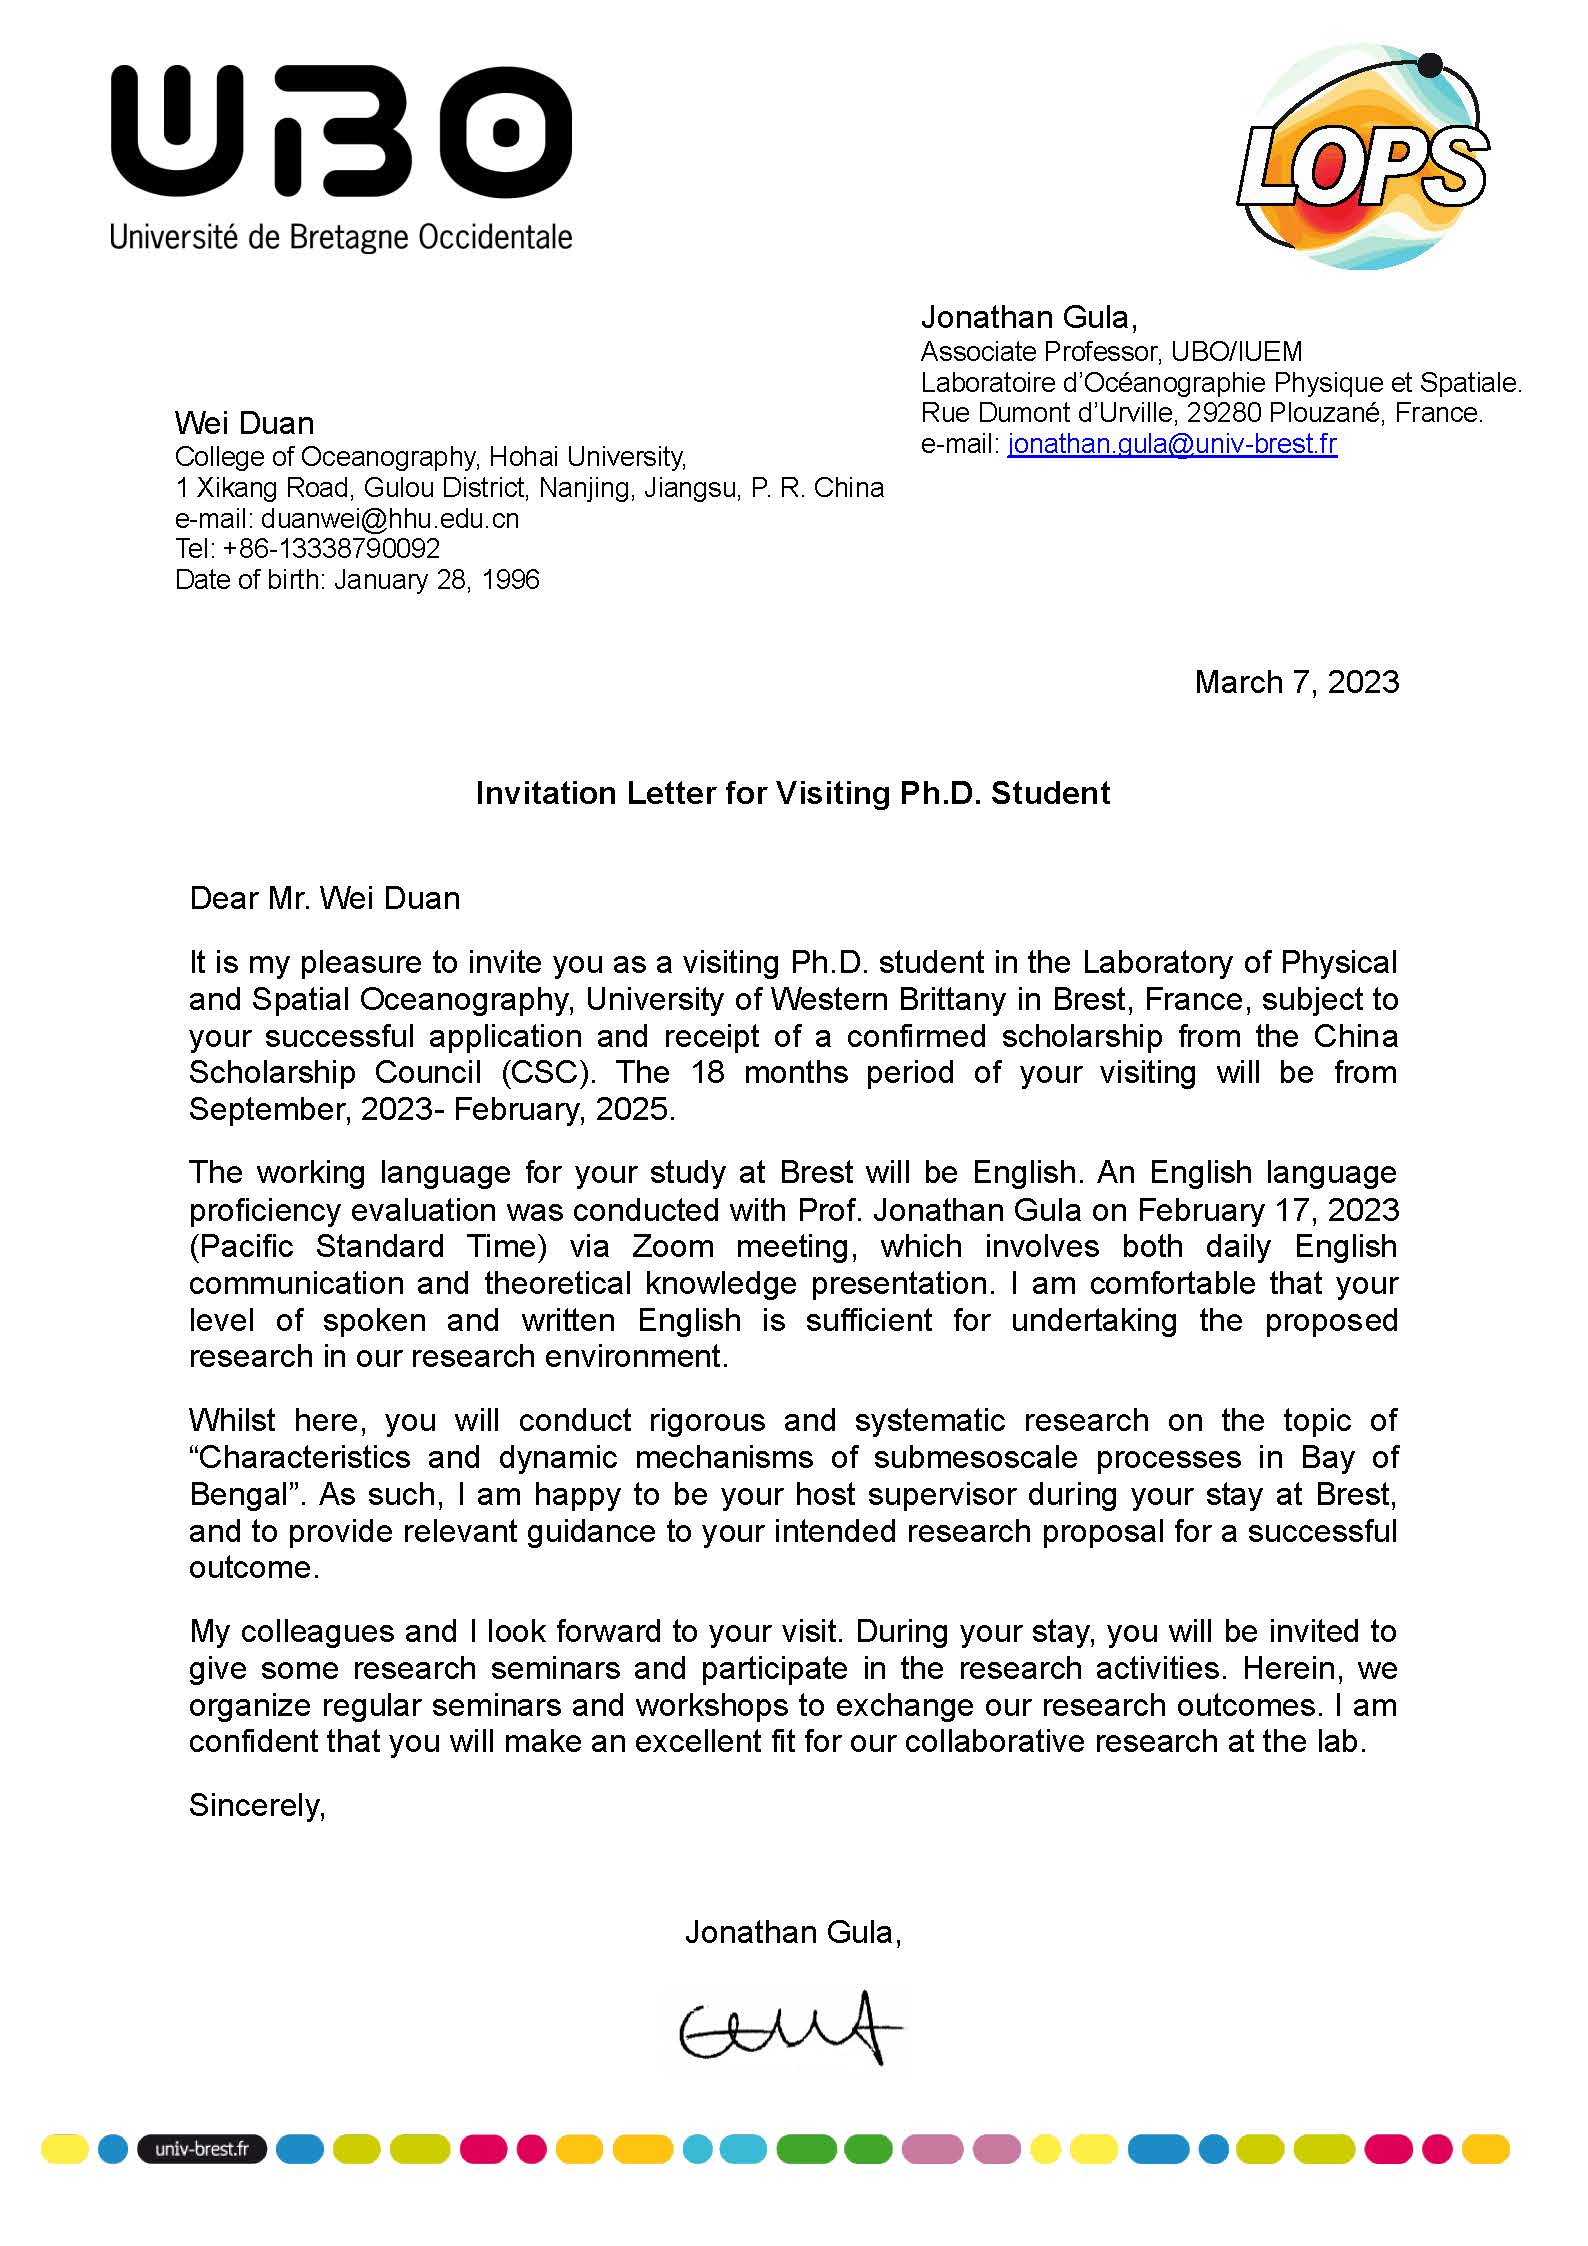 UBO
Université de Bretagne Occidentale
LOPS
Jonathan Gula,
Associate Professor, UBO/IUEM
Laboratoire d’Océanographie Physique et Spatiale.
Rue Dumont d’Urville, 29280 Plouzané, France.
e-mail: jonathan.gula@univ-brest.fr
Wei Duan
College of Oceanography, Hohai University,
1 Xikang Road, Gulou District, Nanjing, Jiangsu, P. R. China
e-mail: duanwei@hhu.edu.cn
Tel: +86-13338790092
Date of birth: January 28, 1996
March 7, 2023
Invitation Letter for Visiting Ph.D. Student
Dear Mr. Wei Duan
It is my pleasure to invite you as a visiting Ph.D. student in the Laboratory of Physical
and Spatial Oceanography, University of Western Brittany in Brest, France, subject to
your successful application and receipt of a confirmed scholarship from the China
Scholarship Council (CSC). The 18 months period of your visiting will be from
September, 2023- February, 2025.
The working language for your study at Brest will be English. An English language
proficiency evaluation was conducted with Prof. Jonathan Gula on February 17, 2023
(Pacific Standard Time) via Zoom meeting, which involves both daily English
communication and theoretical knowledge presentation. I am comfortable that your
level of spoken and written English is sufficient for undertaking the proposed
research in our research environment.
Whilst here, you will conduct rigorous and systematic research on the topic of
“Characteristics and dynamic mechanisms of submesoscale processes in Bay of
Bengal”. As such, I am happy to be your host supervisor during your stay at Brest,
and to provide relevant guidance to your intended research proposal for a successful
outcome.
My colleagues and I look forward to your visit. During your stay, you will be invited to
give some research seminars and participate in the research activities. Herein, we
organize regular seminars and workshops to exchange our research outcomes. I am
confident that you will make an excellent fit for our collaborative research at the lab.
Sincerely,
Jonathan Gula,
GULA
univ-brest.fr